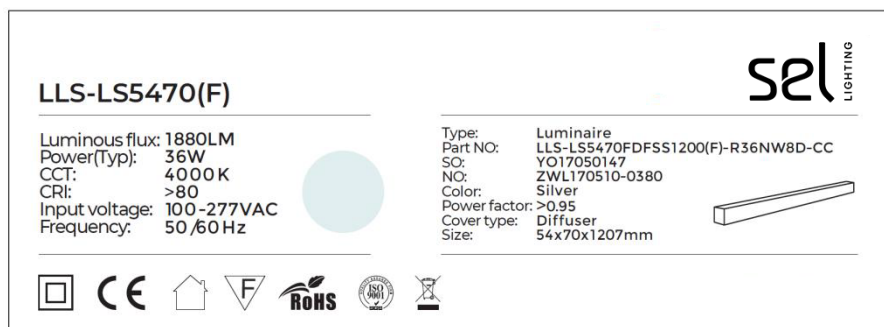 sel
LIGHTING
LLS-LS5470(F)
Luminous flux: 1880LM
Power(Typ): 36W
CCT: 4000K
CRI: >80
Input voltage: 100-277VAC
Frequency: 50/60Hz
Type: Luminaire
Part NO: LLS-LS5470FDFSS1200(F)-R36NW8D-CC
SO: YO17050147
NO: ZWL170510-0380
Color: Silver
Power factor: >0.95
Cover type: Diffuser
Size: 54x70x1207mm
CE
F
RoHS
ISO
9001